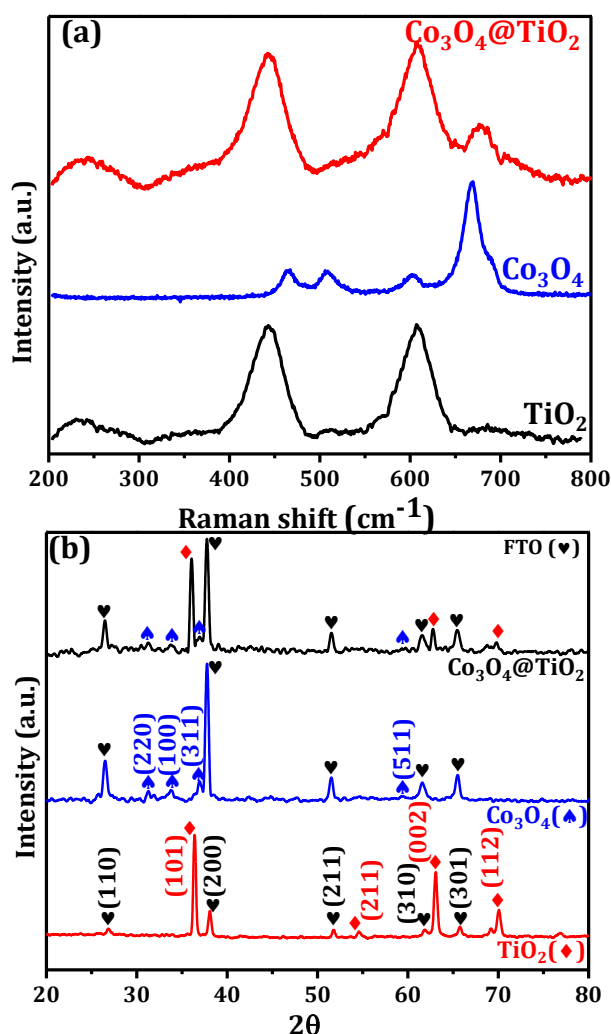 (a)
Co₃O₄@TiO₂
Co₃O₄
TiO₂
Intensity (a.u.)
200 300 400 500 600 700 800
Raman shift (cm⁻¹)
(b)
FTO (♥)
Co₃O₄@TiO₂
(220)
(100)
(311)
(511)
Co₃O₄(♠)
(110)
(101)
(200)
(211)
(211)
(310)
(002)
(301)
(112)
TiO₂(♦)
Intensity (a.u.)
20 30 40 50 60 70 80
2θ